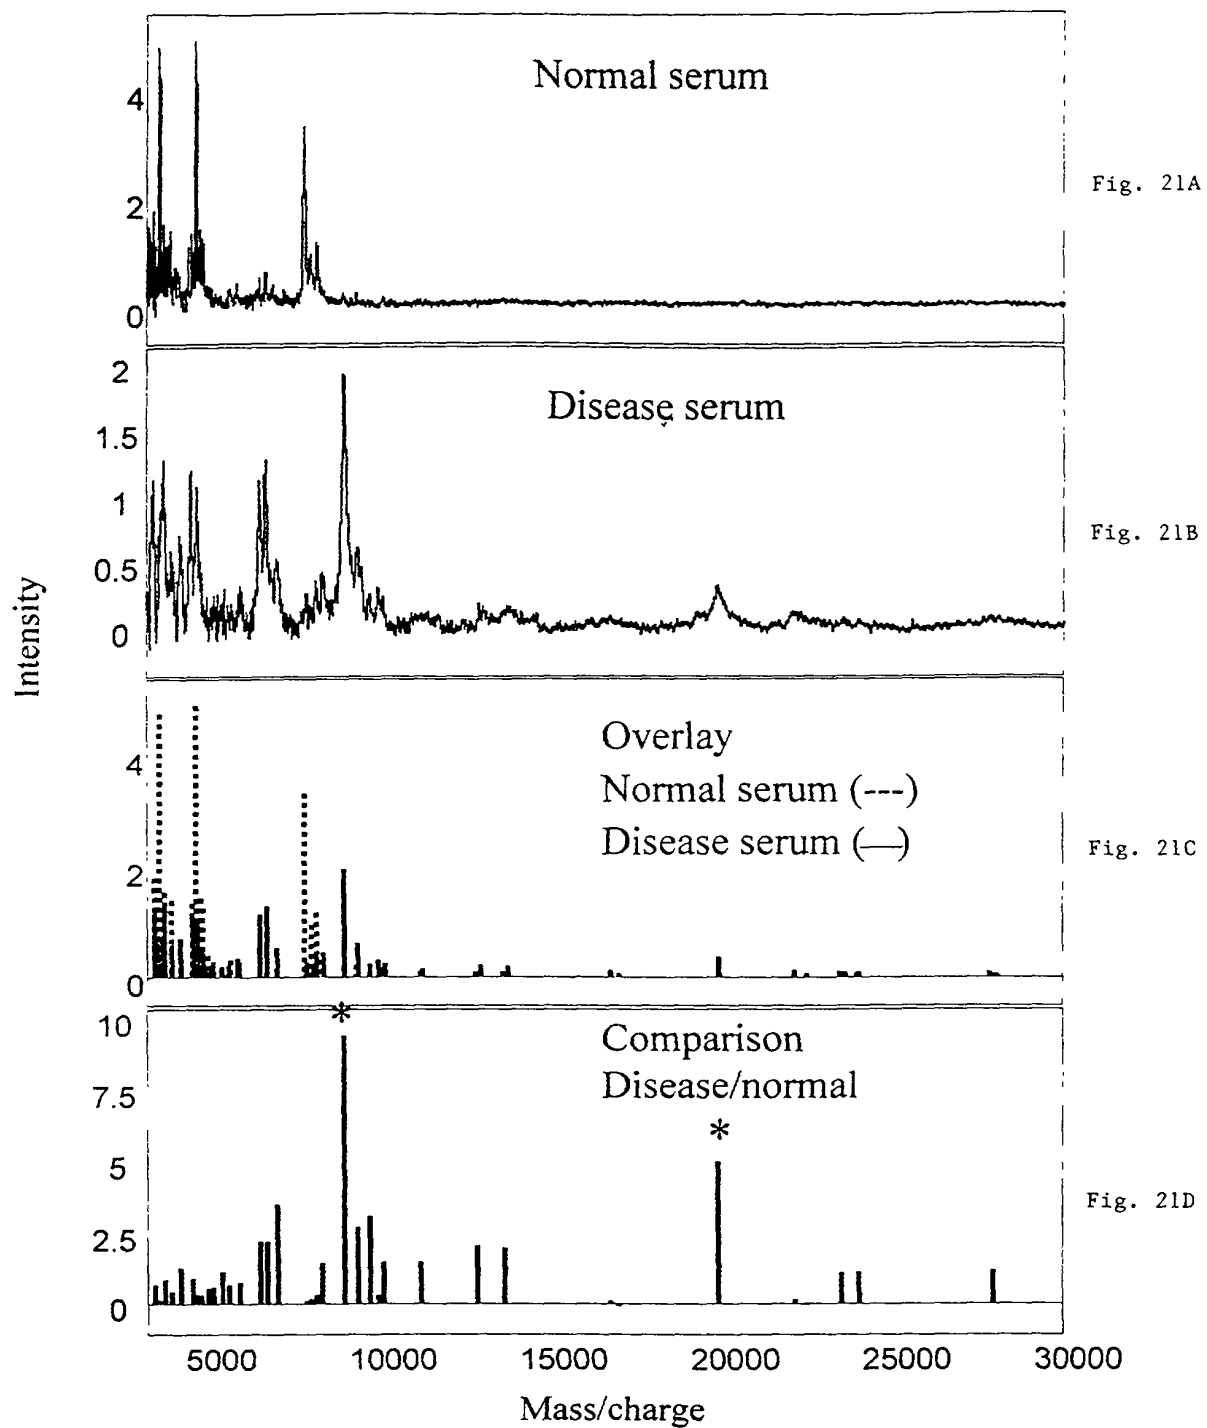 Normal serum
4
2
0
Fig. 21A
Disease serum
2
1.5
1
0.5
0
Fig. 21B
Intensity
Overlay
Normal serum (---)
Disease serum (—)
4
2
0
Fig. 21C
*
Comparison
Disease/normal
*
10
7.5
5
2.5
0
Fig. 21D
5000 10000 15000 20000 25000 30000
Mass/charge